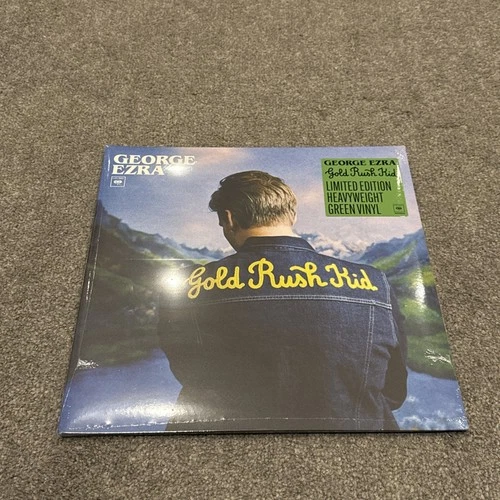 GEORGE
EZRA
GEORGE EZRA
Gold Rush Kid
LIMITED EDITION
HEAVYWEIGHT
GREEN VINYL
Gold Rush Kid